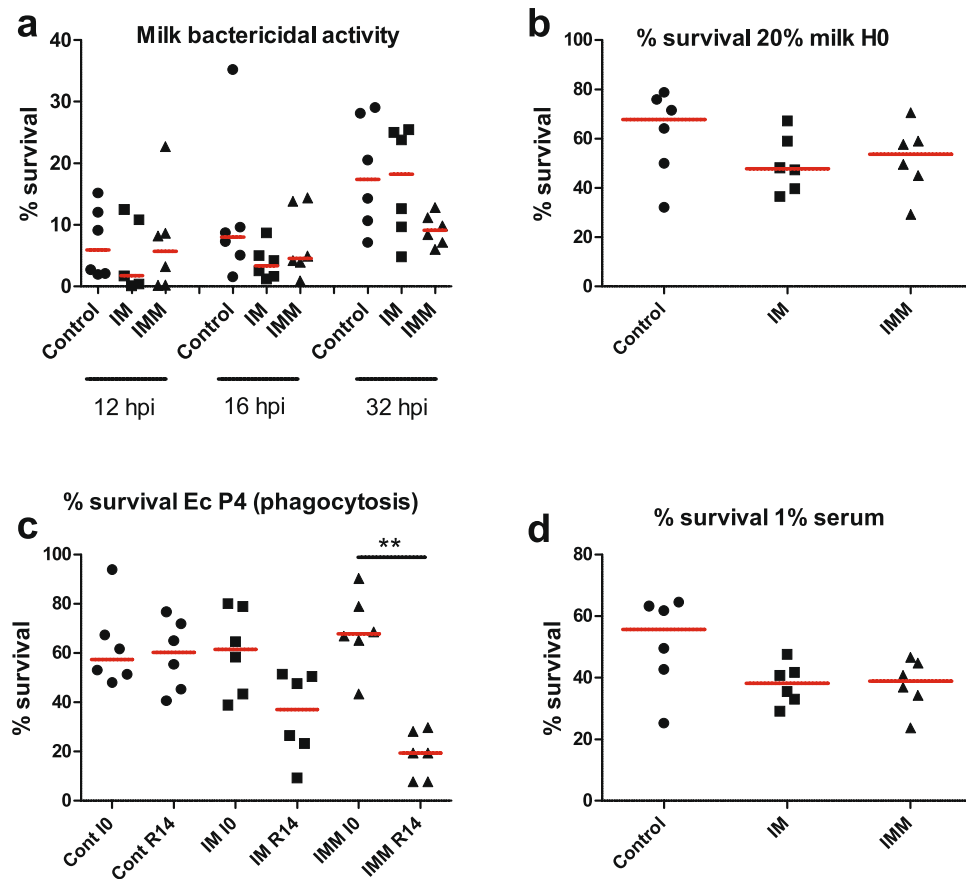 a
Milk bactericidal activity
% survival
40
30
20
10
0
Control
IM
IMM
Control
IM
IMM
Control
IM
IMM
12 hpi
16 hpi
32 hpi
b
% survival 20% milk H0
% survival
100
80
60
40
20
0
Control
IM
IMM
c
% survival Ec P4 (phagocytosis)
% survival
100
80
60
40
20
0
**
Cont I0
Cont R14
IM I0
IM R14
IMM I0
IMM R14
d
% survival 1% serum
% survival
80
60
40
20
0
Control
IM
IMM